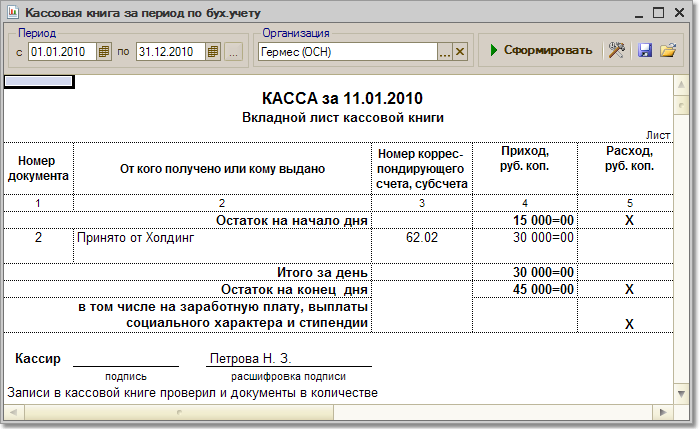 Кассовая книга за период по бух.учету
Период
Организация
с 01.01.2010 по 31.12.2010 ...
Гермес (ОСН) ... ×
Сформировать
КАССА за 11.01.2010
Вкладной лист кассовой книги
Лист
Номер документа
От кого получено или кому выдано
Номер коррес-
пондирующего
счета, субсчета
Приход,
руб. коп.
Расход,
руб. коп.
1 2 3 4 5
Остаток на начало дня 15 000=00 X
2 Принято от Холдинг 62.02 30 000=00
Итого за день 30 000=00
Остаток на конец дня 45 000=00 X
в том числе на заработную плату, выплаты
социального характера и стипендии X
Кассир Петрова Н. З.
подпись расшифровка подписи
Записи в кассовой книге проверил и документы в количестве